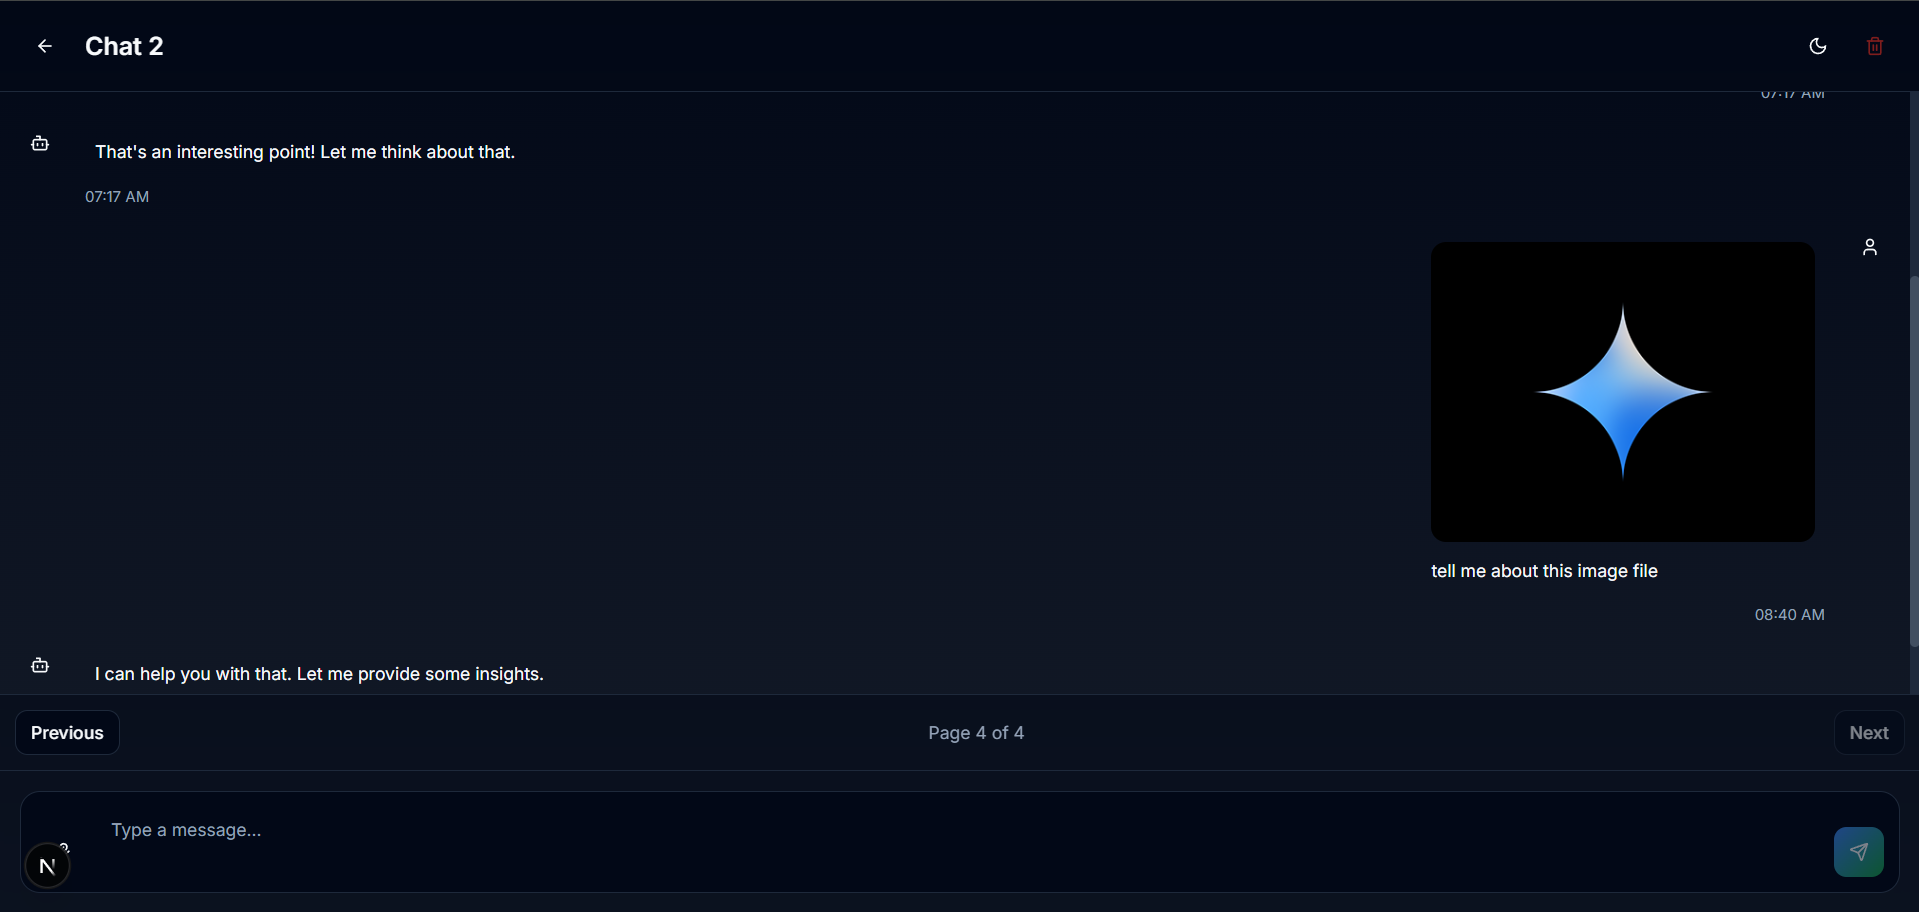 Chat 2
07:17 AM
That's an interesting point! Let me think about that.
07:17 AM
tell me about this image file
08:40 AM
I can help you with that. Let me provide some insights.
Previous
Page 4 of 4
Next
Type a message...
N